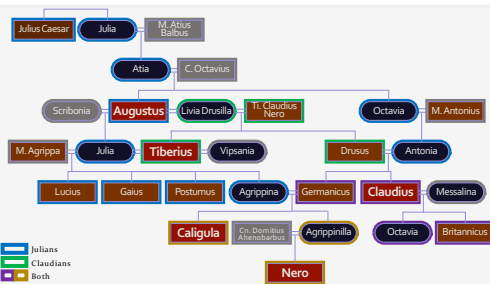 Julius Caesar
Julia
M. Atius
Balbus
Atia
C. Octavius
Scribonia
Augustus
Livia Drusilla
Ti. Claudius
Nero
Octavia
M. Antonius
M. Agrippa
Julia
Tiberius
Vipsania
Drusus
Antonia
Lucius
Gaius
Postumus
Agrippina
Germanicus
Claudius
Messalina
Caligula
Cn. Domitius
Ahenobarbus
Agrippinilla
Octavia
Britannicus
Nero
Julians
Claudians
Both